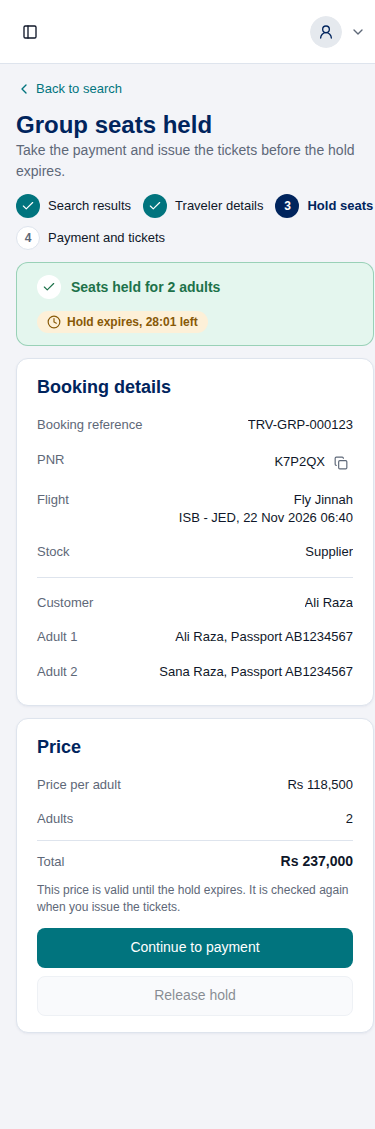 Back to search
Group seats held
Take the payment and issue the tickets before the hold
expires.
Search results
Traveler details
3 Hold seats
4 Payment and tickets
Seats held for 2 adults
Hold expires, 28:01 left
Booking details
Booking reference TRV-GRP-000123
PNR K7P2QX
Flight Fly Jinnah
ISB - JED, 22 Nov 2026 06:40
Stock Supplier
Customer Ali Raza
Adult 1 Ali Raza, Passport AB1234567
Adult 2 Sana Raza, Passport AB1234567
Price
Price per adult Rs 118,500
Adults 2
Total Rs 237,000
This price is valid until the hold expires. It is checked again
when you issue the tickets.
Continue to payment
Release hold